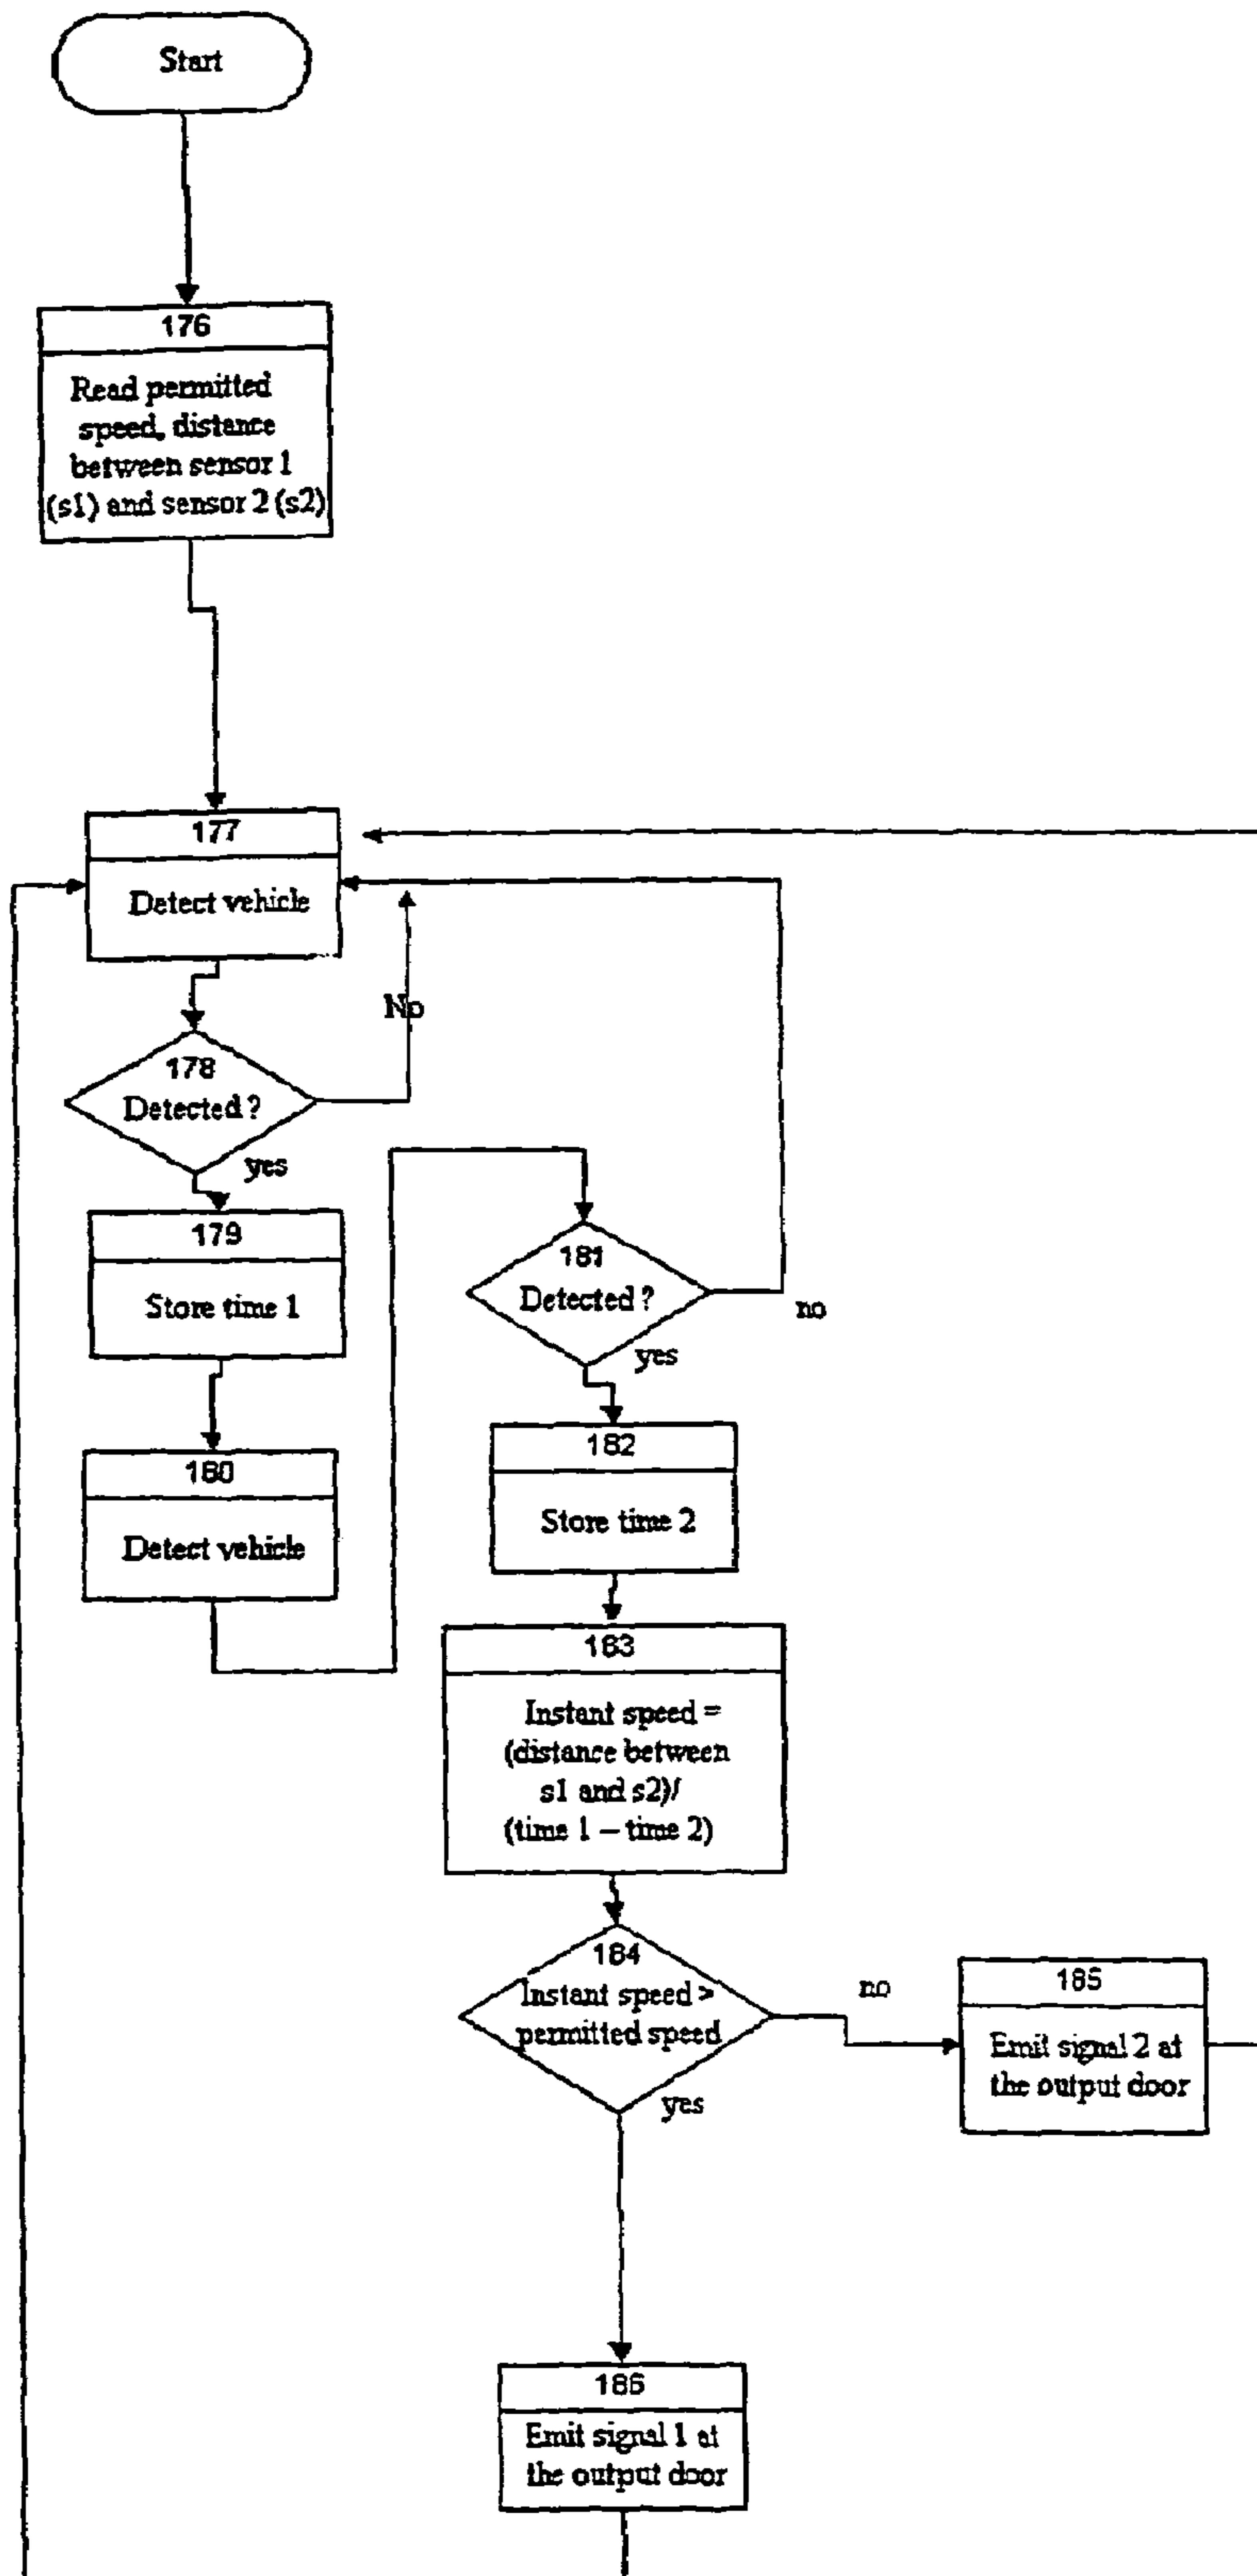 Start
176
Read permitted
speed, distance
between sensor 1
(s1) and sensor 2 (s2)
177
Detect vehicle
No
178
Detected ?
yes
179
Store time 1
180
Detect vehicle
181
Detected ?
no
yes
182
Store time 2
183
Instant speed =
(distance between
s1 and s2)/
(time 1 – time 2)
184
Instant speed >
permitted speed
no
yes
185
Emit signal 2 at
the output door
186
Emit signal 1 at
the output door